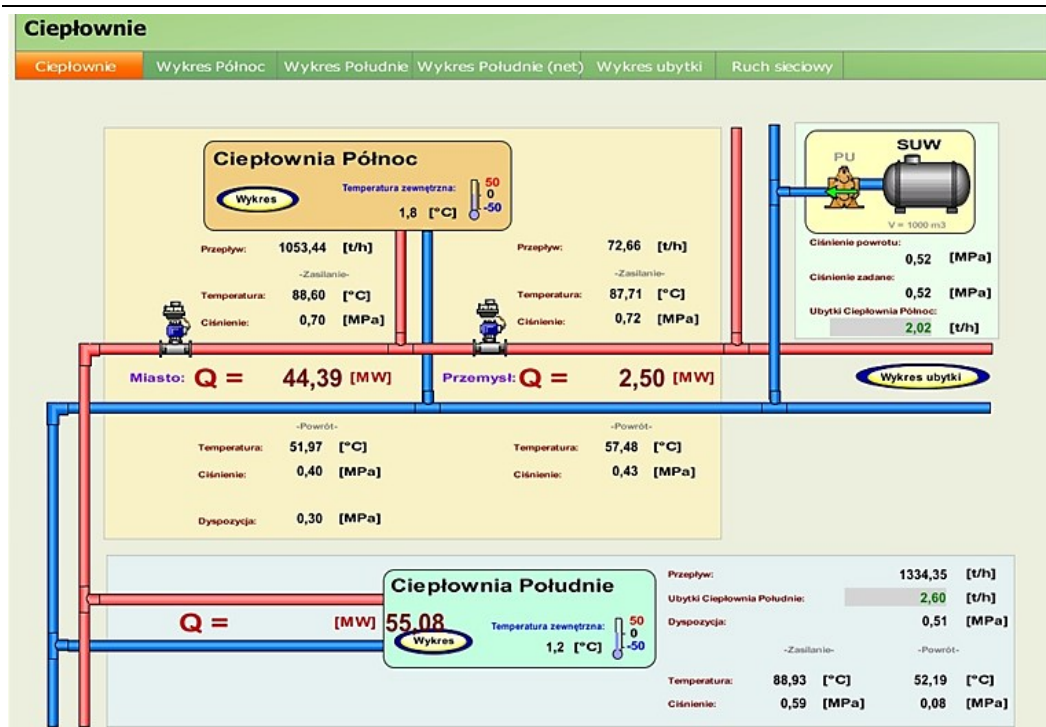 Ciepłownie
Ciepłownie Wykres Północ Wykres Południe Wykres Południe (net) Wykres ubytki Ruch sieciowy
Ciepłownia Północ
Wykres
Temperatura zewnętrzna:
1,8 [°C]
50
0
-50
SUW
PU
V = 1000 m3
Ciśnienie powrotu:
0,52 [MPa]
Ciśnienie zadane:
0,52 [MPa]
Ubytki Ciepłownia Północ:
2,02 [t/h]
Przepływ: 1053,44 [t/h]
-Zasilanie-
Temperatura: 88,60 [°C]
Ciśnienie: 0,70 [MPa]
Przepływ: 72,66 [t/h]
-Zasilanie-
Temperatura: 87,71 [°C]
Ciśnienie: 0,72 [MPa]
Miasto: Q = 44,39 [MW]
Przemysł: Q = 2,50 [MW]
Wykres ubytki
-Powrót-
Temperatura: 51,97 [°C]
Ciśnienie: 0,40 [MPa]
Dyspozycja: 0,30 [MPa]
-Powrót-
Temperatura: 57,48 [°C]
Ciśnienie: 0,43 [MPa]
Ciepłownia Południe
Q = [MW] 55,08
Wykres
Temperatura zewnętrzna:
1,2 [°C]
50
0
-50
Przepływ: 1334,35 [t/h]
Ubytki Ciepłownia Południe: 2,60 [t/h]
Dyspozycja: 0,51 [MPa]
-Zasilanie- -Powrót-
Temperatura: 88,93 [°C] 52,19 [°C]
Ciśnienie: 0,59 [MPa] 0,08 [MPa]